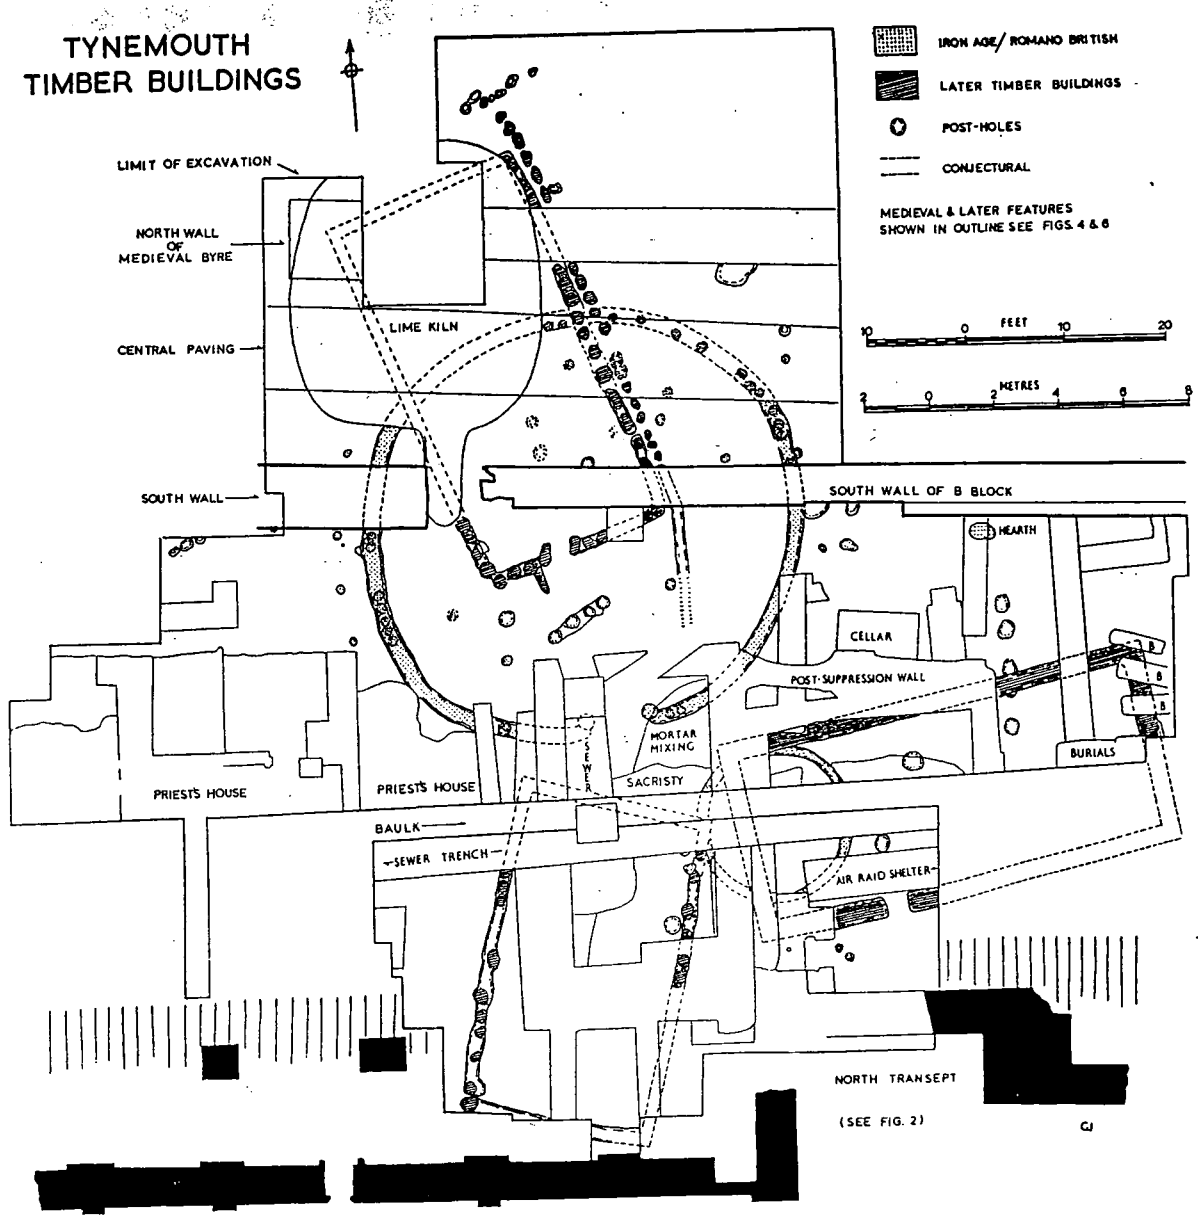 TYNEMOUTH
TIMBER BUILDINGS
IRON AGE/ ROMANO BRITISH
LATER TIMBER BUILDINGS
POST-HOLES
CONJECTURAL
MEDIEVAL & LATER FEATURES
SHOWN IN OUTLINE SEE FIGS. 4 & 6
LIMIT OF EXCAVATION
NORTH WALL
OF
MEDIEVAL BYRE
LIME KILN
CENTRAL PAVING
FEET
10 0 10 20
METRES
2 0 2 4 6 8
SOUTH WALL
SOUTH WALL OF B BLOCK
HEARTH
CELLAR
B
B
B
POST-SUPPRESSION WALL
MORTAR
MIXING
SEWER
BURIALS
PRIEST'S HOUSE
PRIEST'S HOUSE
SACRISTY
BAULK
SEWER TRENCH
AIR RAID SHELTER
NORTH TRANSEPT
(SEE FIG. 2)
GJ